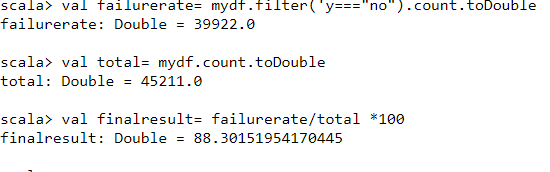 scala> val failurerate= mydf.filter('y==="no").count.toDouble
failurerate: Double = 39922.0
scala> val total= mydf.count.toDouble
total: Double = 45211.0
scala> val finalresult= failurerate/total *100
finalresult: Double = 88.30151954170445